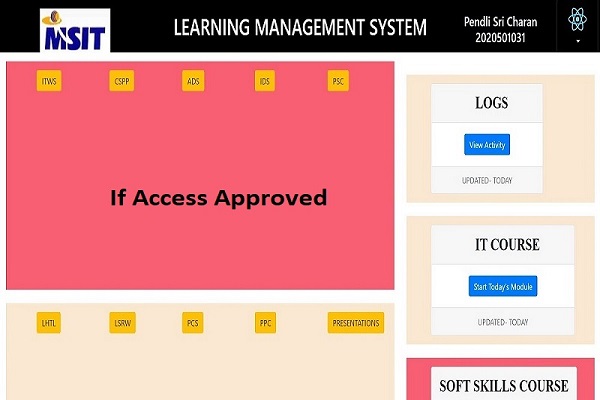 MSIT
LEARNING MANAGEMENT SYSTEM
Pendli Sri Charan
2020501031
ITWS CSPP ADS IDS PSC
If Access Approved
LHTL LSRW PCS PPC PRESENTATIONS
LOGS
View Activity
UPDATED- TODAY
IT COURSE
Start Today's Module
UPDATED- TODAY
SOFT SKILLS COURSE